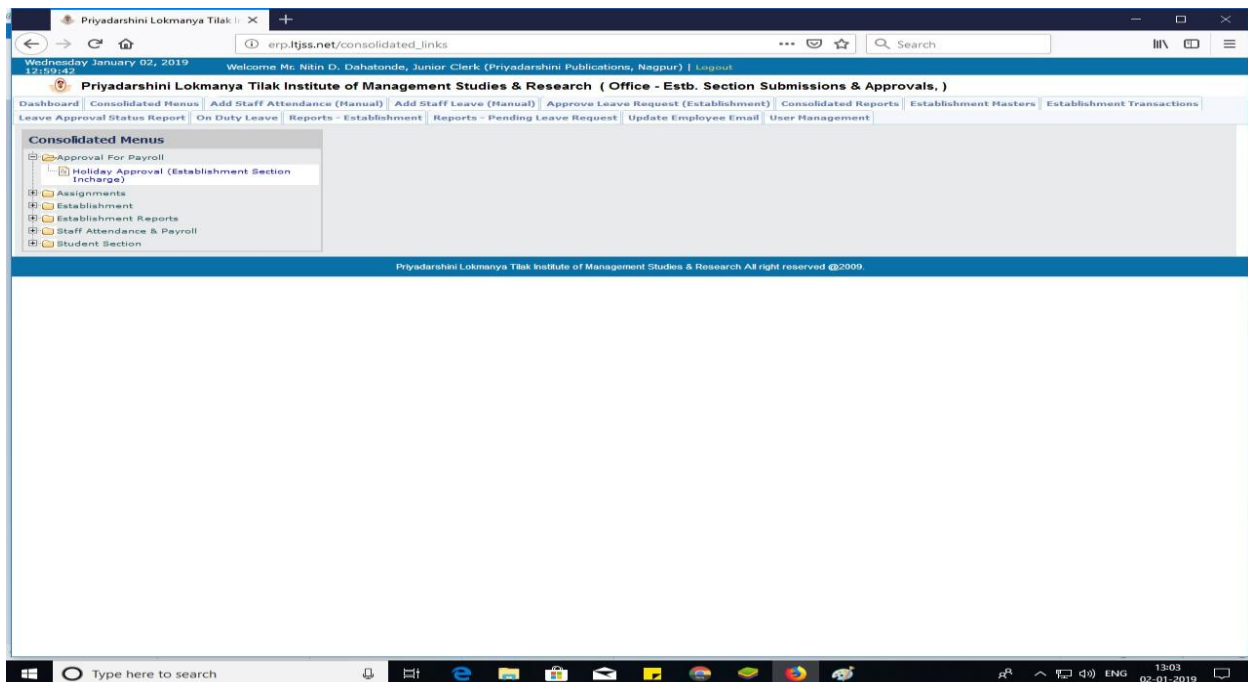 Priyadarshini Lokmanya Tilak I
erp.ltjss.net/consolidated_links
Search
Wednesday January 02, 2019
12:59:42
Welcome Mr. Nitin D. Dahatonde, Junior Clerk (Priyadarshini Publications, Nagpur) | Logout
Priyadarshini Lokmanya Tilak Institute of Management Studies & Research ( Office - Estb. Section Submissions & Approvals, )
Dashboard Consolidated Menus Add Staff Attendance (Manual) Add Staff Leave (Manual) Approve Leave Request (Establishment) Consolidated Reports Establishment Masters Establishment Transactions
Leave Approval Status Report On Duty Leave Reports - Establishment Reports - Pending Leave Request Update Employee Email User Management
Consolidated Menus
Approval For Payroll
Holiday Approval (Establishment Section
Incharge)
Assignments
Establishment
Establishment Reports
Staff Attendance & Payroll
Student Section
Priyadarshini Lokmanya Tilak Institute of Management Studies & Research All right reserved @2009.
Type here to search
ENG
13:03
02-01-2019